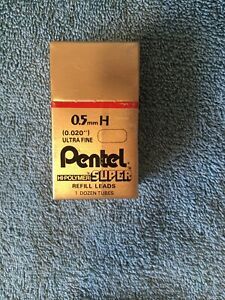 0.5mm H
(0.020")
ULTRA FINE
Pentel
HI-POLYMER SUPER
REFILL LEADS
1 DOZEN TUBES